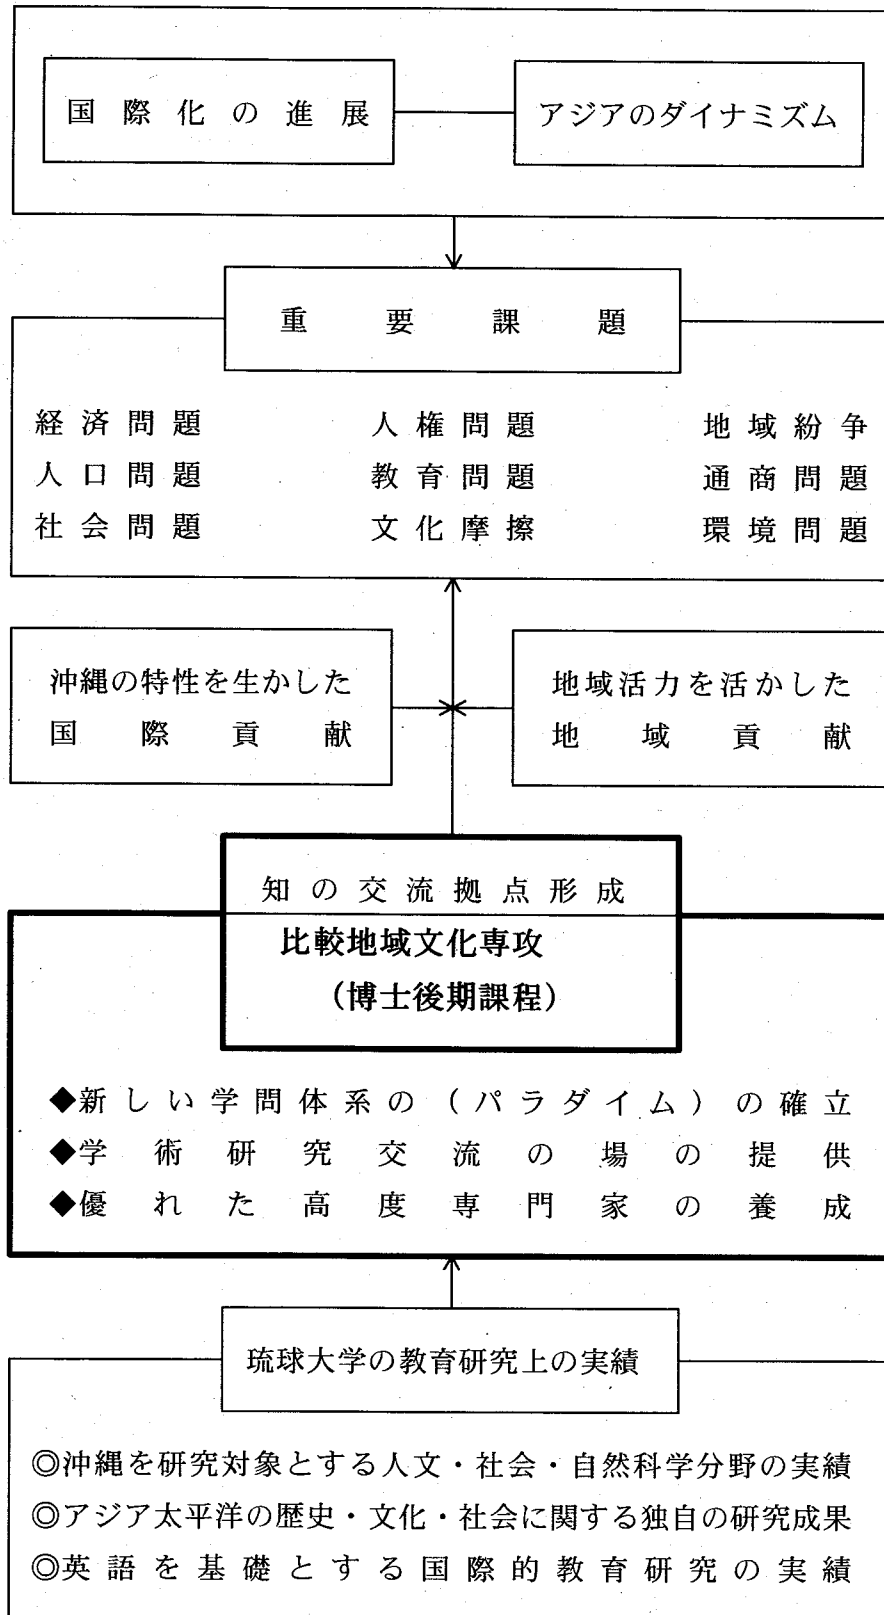 国際化の進展
アジアのダイナミズム
重要課題
経済問題 人権問題 地域紛争
人口問題 教育問題 通商問題
社会問題 文化摩擦 環境問題
沖縄の特性を生かした
国際貢献
地域活力を活かした
地域貢献
知の交流拠点形成
比較地域文化専攻
（博士後期課程）
◆新しい学問体系の（パラダイム）の確立
◆学術研究交流の場の提供
◆優れた高度専門家の養成
琉球大学の教育研究上の実績
◎沖縄を研究対象とする人文・社会・自然科学分野の実績
◎アジア太平洋の歴史・文化・社会に関する独自の研究成果
◎英語を基礎とする国際的教育研究の実績